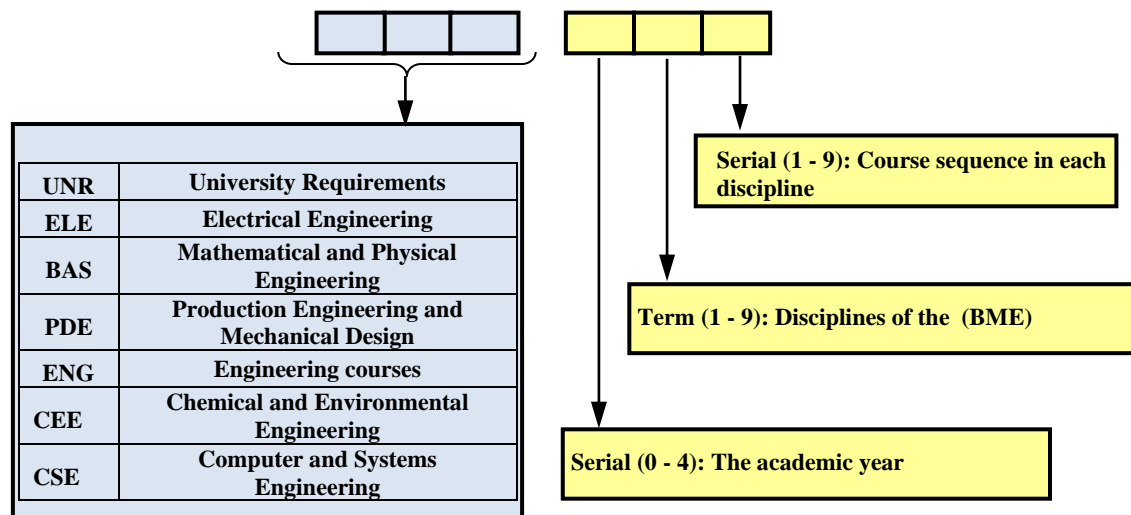 Serial (1 - 9): Course sequence in each
discipline
UNR University Requirements
ELE Electrical Engineering
BAS Mathematical and Physical
Engineering
Term (1 - 9): Disciplines of the (BME)
PDE Production Engineering and
Mechanical Design
ENG Engineering courses
CEE Chemical and Environmental
Engineering
Serial (0 - 4): The academic year
CSE Computer and Systems
Engineering